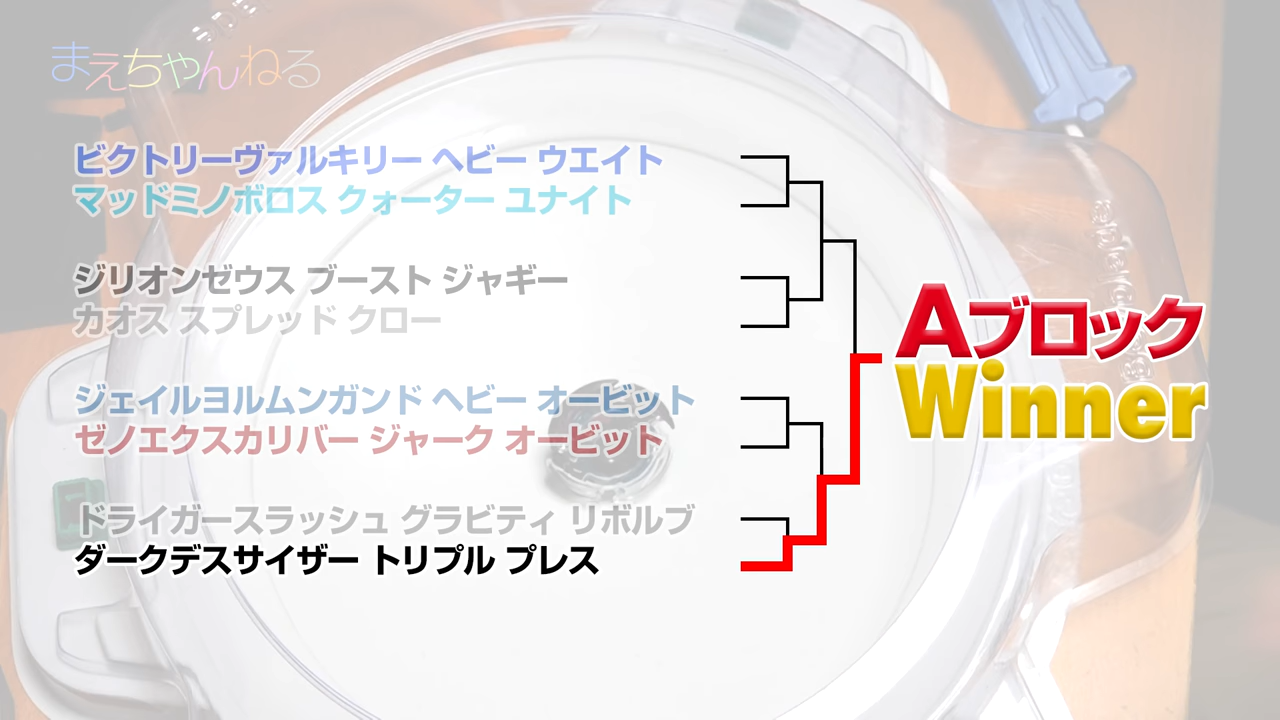 まえちゃんねる
ビクトリーヴァルキリー ヘビー ウエイト
マッドミノボロス クォーター ユナイト
ジリオンゼウス ブースト ジャギー
カオス スプレッド クロー
ジェイルヨルムンガンド ヘビー オービット
ゼノエクスカリバー ジャーク オービット
ドライガースラッシュ グラビティ リボルブ
ダークデスサイザー トリプル プレス
Aブロック
Winner